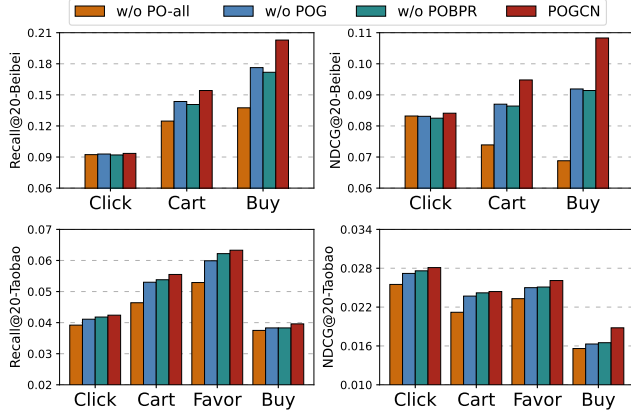 w/o PO-all w/o POG w/o POBPR POGCN
Recall@20-Beibei
0.21
0.18
0.15
0.12
0.09
0.06
Click Cart Buy
NDCG@20-Beibei
0.11
0.10
0.09
0.08
0.07
0.06
Click Cart Buy
Recall@20-Taobao
0.07
0.06
0.05
0.04
0.03
0.02
Click Cart Favor Buy
NDCG@20-Taobao
0.034
0.028
0.022
0.016
0.010
Click Cart Favor Buy